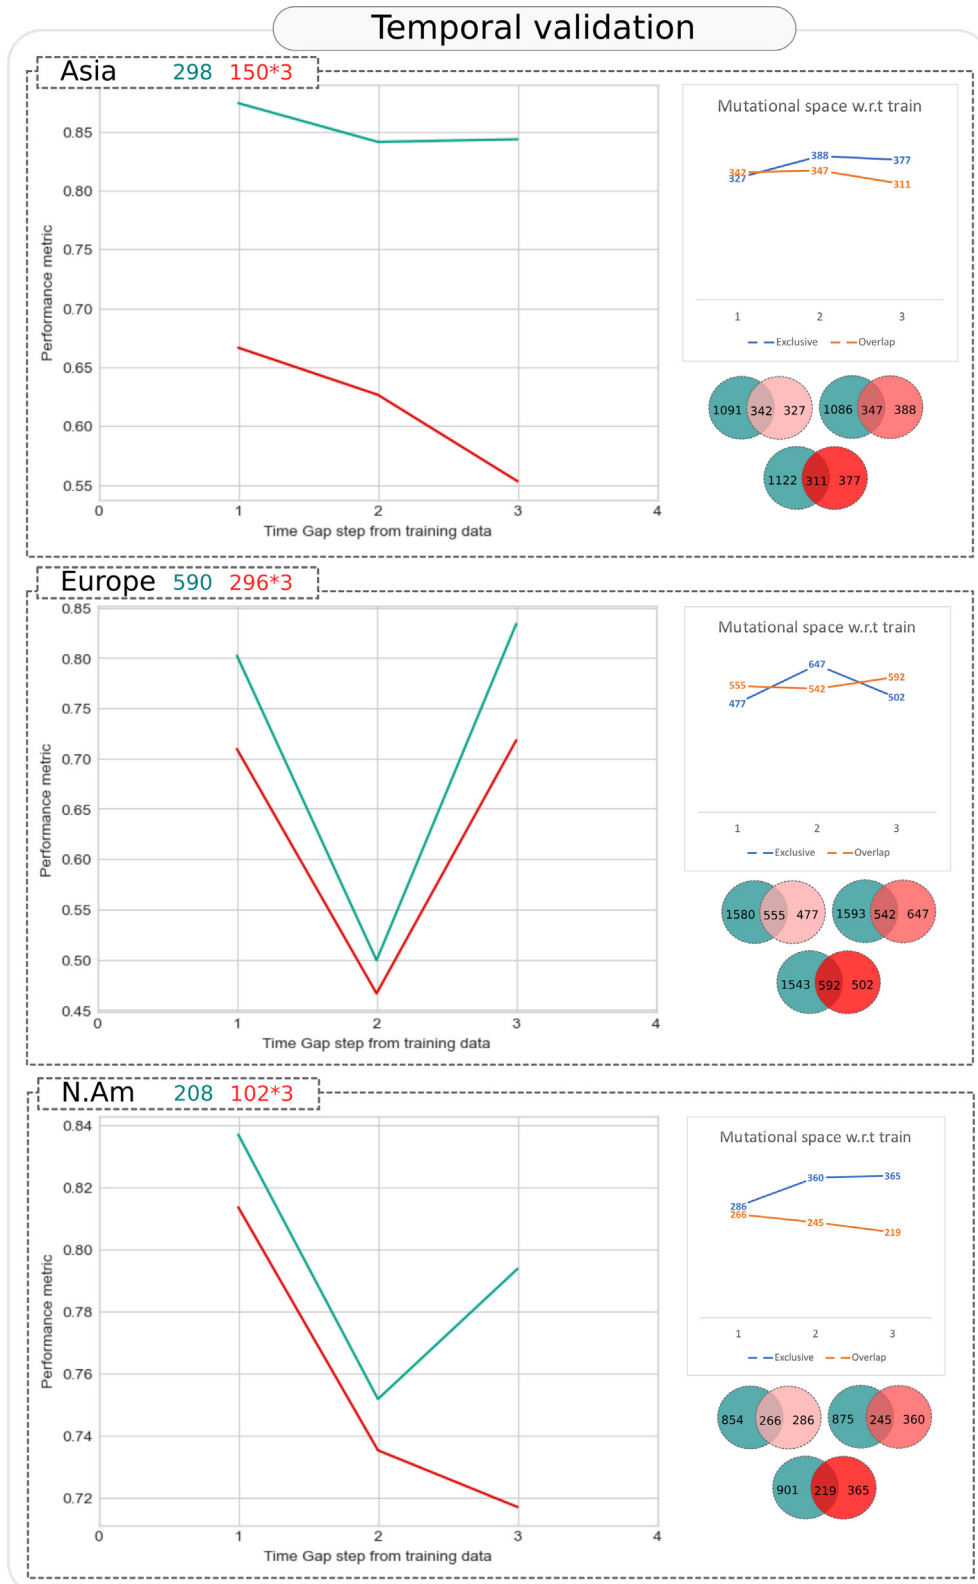 Temporal validation
Asia 298 150*3
Performance metric
0.85
0.80
0.75
0.70
0.65
0.60
0.55
0 1 2 3 4
Time Gap step from training data
Mutational space w.r.t train
342 327 388 347 377 311
1 2 3
Exclusive Overlap
1091 342 327 1086 347 388
1122 311 377
Europe 590 296*3
Performance metric
0.85
0.80
0.75
0.70
0.65
0.60
0.55
0.50
0.45
0 1 2 3 4
Time Gap step from training data
Mutational space w.r.t train
555 477 647 542 592 502
1 2 3
Exclusive Overlap
1580 555 477 1593 542 647
1543 592 502
N.Am 208 102*3
Performance metric
0.84
0.82
0.80
0.78
0.76
0.74
0.72
0 1 2 3 4
Time Gap step from training data
Mutational space w.r.t train
286 266 360 245 365 219
1 2 3
Exclusive Overlap
854 266 286 875 245 360
901 219 365